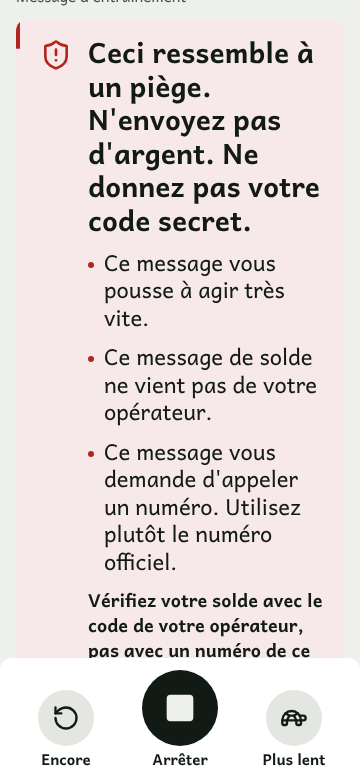 Message d'entraînement
Ceci ressemble à
un piège.
N'envoyez pas
d'argent. Ne
donnez pas votre
code secret.
Ce message vous
pousse à agir très
vite.
Ce message de solde
ne vient pas de votre
opérateur.
Ce message vous
demande d'appeler
un numéro. Utilisez
plutôt le numéro
officiel.
Vérifiez votre solde avec le
code de votre opérateur,
pas avec un numéro de ce
Encore
Arrêter
Plus lent